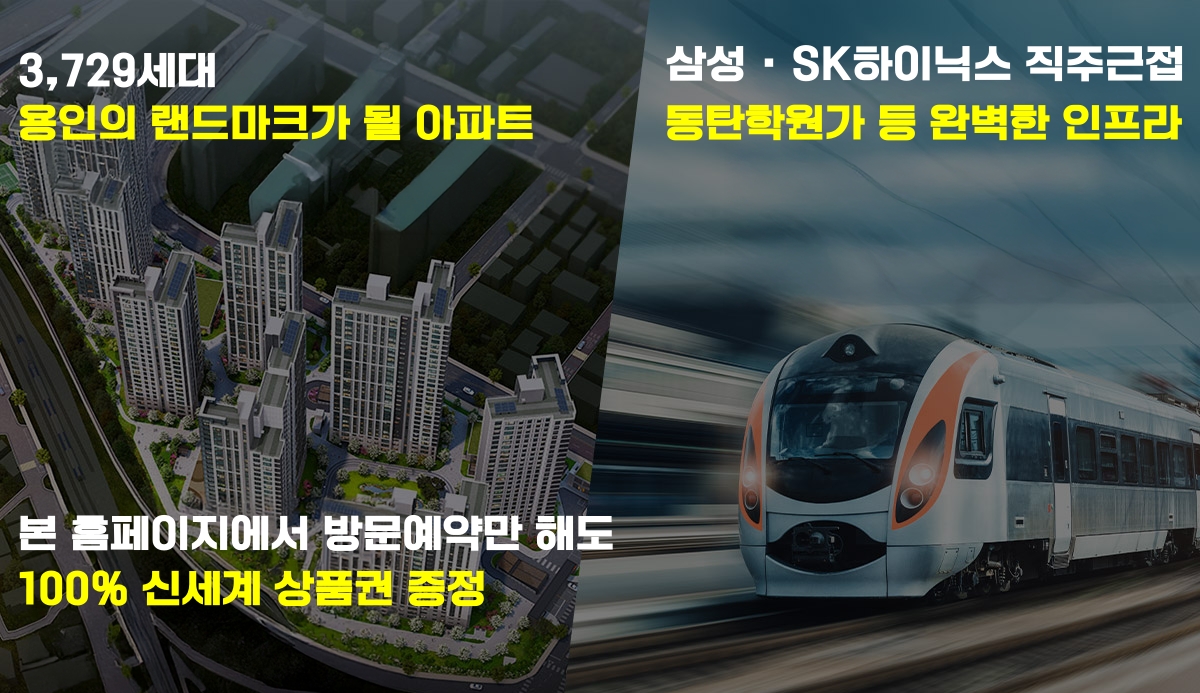 3,729세대
용인의 랜드마크가 될 아파트
삼성 · SK하이닉스 직주근접
동탄학원가 등 완벽한 인프라
본 홈페이지에서 방문예약만 해도
100% 신세계 상품권 증정